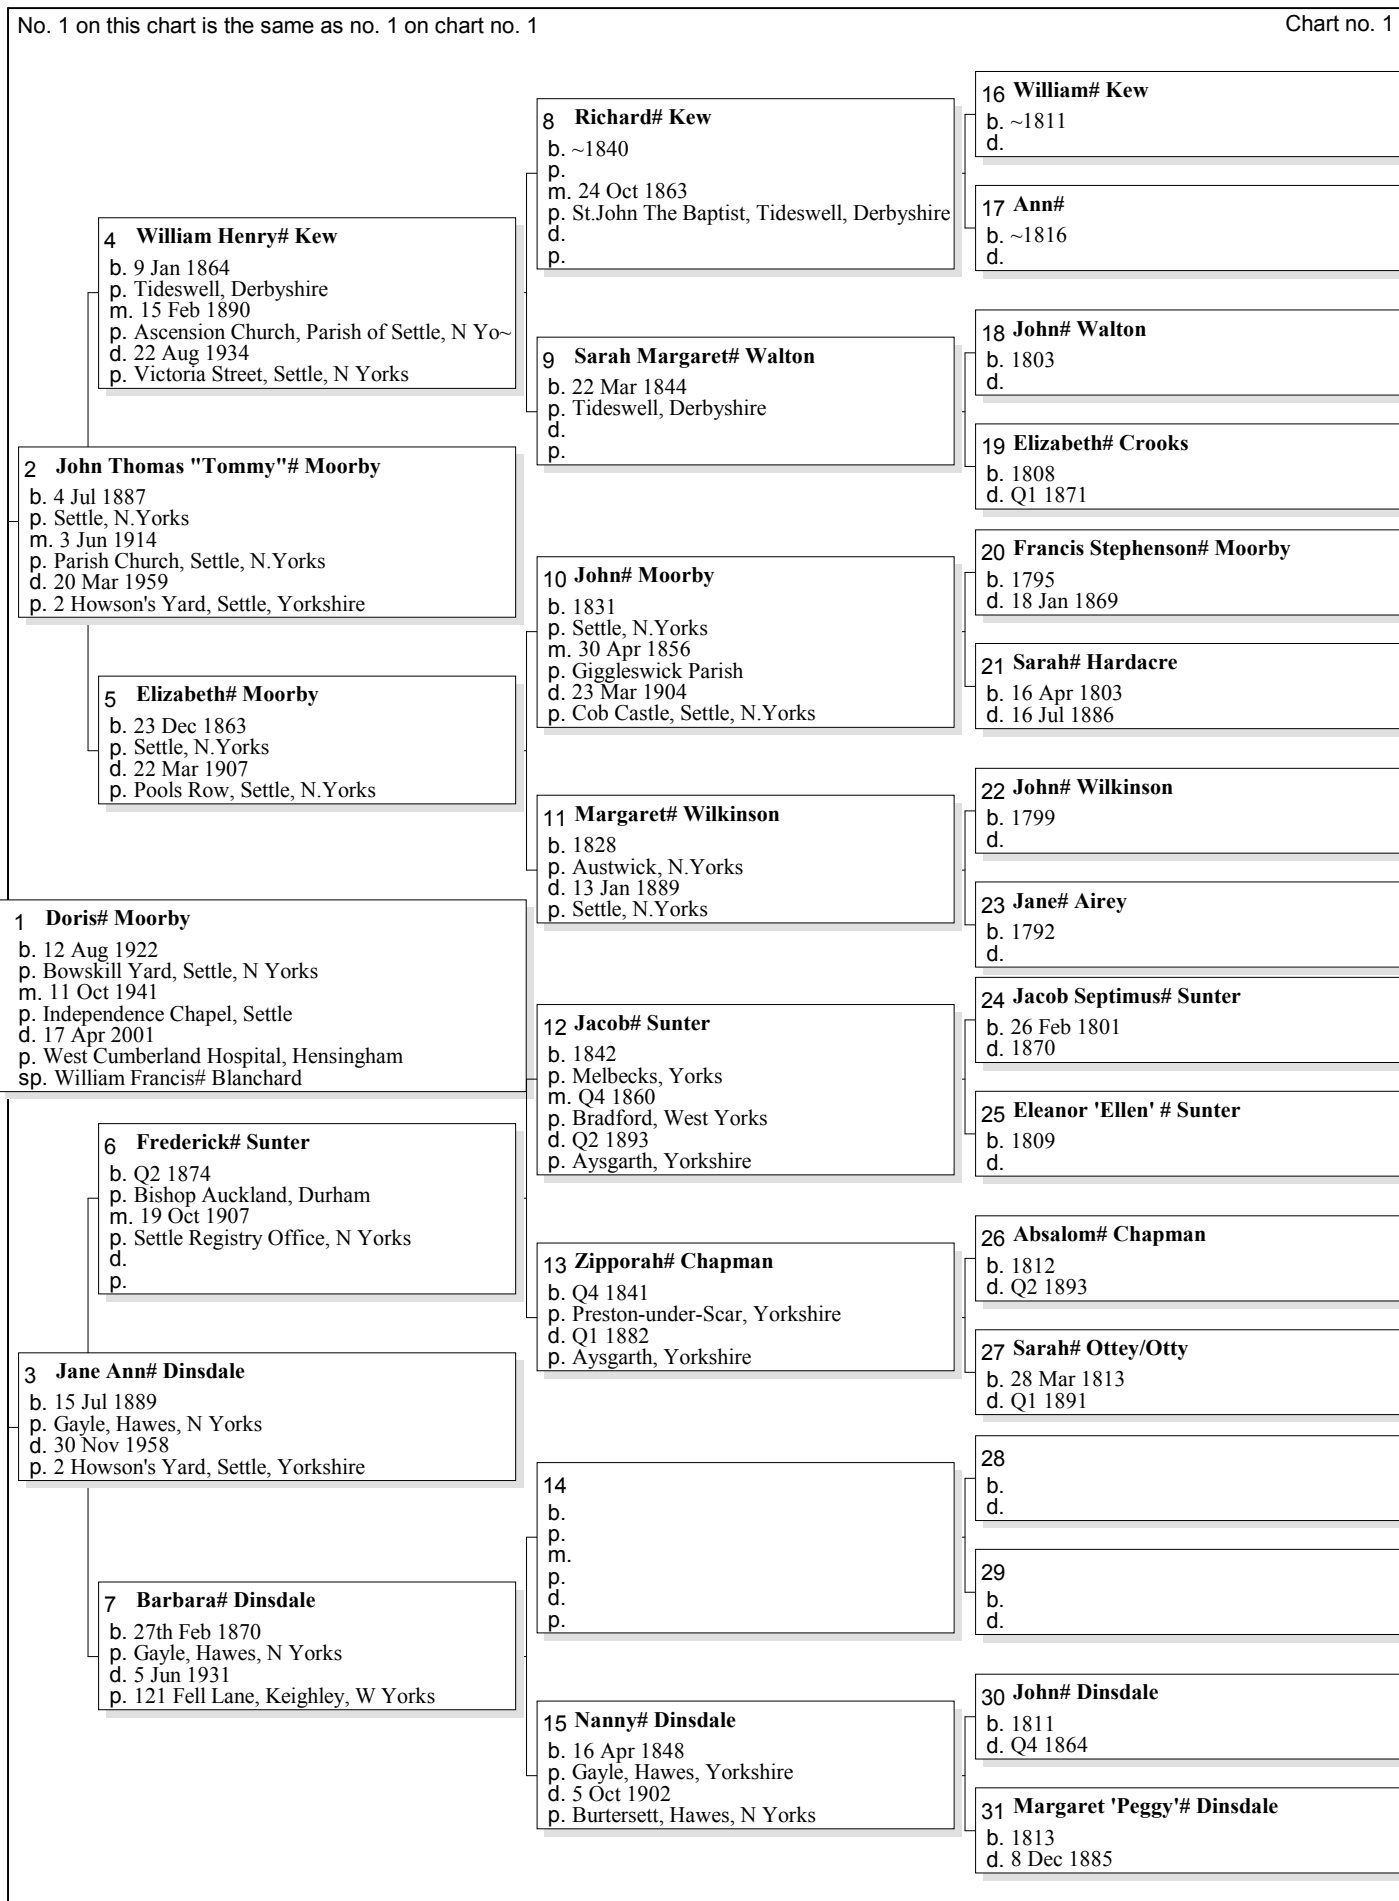 No. 1 on this chart is the same as no. 1 on chart no. 1
Chart no. 1
16 William# Kew
b. ~1811
d.
8 Richard# Kew
b. ~1840
p.
m. 24 Oct 1863
p. St.John The Baptist, Tideswell, Derbyshire
d.
p.
17 Ann#
b. ~1816
d.
4 William Henry# Kew
b. 9 Jan 1864
p. Tideswell, Derbyshire
m. 15 Feb 1890
p. Ascension Church, Parish of Settle, N Yo~
d. 22 Aug 1934
p. Victoria Street, Settle, N Yorks
18 John# Walton
b. 1803
d.
9 Sarah Margaret# Walton
b. 22 Mar 1844
p. Tideswell, Derbyshire
d.
p.
19 Elizabeth# Crooks
b. 1808
d. Q1 1871
2 John Thomas "Tommy"# Moorby
b. 4 Jul 1887
p. Settle, N.Yorks
m. 3 Jun 1914
p. Parish Church, Settle, N.Yorks
d. 20 Mar 1959
p. 2 Howson's Yard, Settle, Yorkshire
20 Francis Stephenson# Moorby
b. 1795
d. 18 Jan 1869
10 John# Moorby
b. 1831
p. Settle, N.Yorks
m. 30 Apr 1856
p. Giggleswick Parish
d. 23 Mar 1904
p. Cob Castle, Settle, N.Yorks
21 Sarah# Hardacre
b. 16 Apr 1803
d. 16 Jul 1886
5 Elizabeth# Moorby
b. 23 Dec 1863
p. Settle, N.Yorks
d. 22 Mar 1907
p. Pools Row, Settle, N.Yorks
22 John# Wilkinson
b. 1799
d.
11 Margaret# Wilkinson
b. 1828
p. Austwick, N.Yorks
d. 13 Jan 1889
p. Settle, N.Yorks
23 Jane# Airey
b. 1792
d.
1 Doris# Moorby
b. 12 Aug 1922
p. Bowskill Yard, Settle, N Yorks
m. 11 Oct 1941
p. Independence Chapel, Settle
d. 17 Apr 2001
p. West Cumberland Hospital, Hensingham
sp. William Francis# Blanchard
24 Jacob Septimus# Sunter
b. 26 Feb 1801
d. 1870
12 Jacob# Sunter
b. 1842
p. Melbecks, Yorks
m. Q4 1860
p. Bradford, West Yorks
d. Q2 1893
p. Aysgarth, Yorkshire
25 Eleanor 'Ellen' # Sunter
b. 1809
d.
6 Frederick# Sunter
b. Q2 1874
p. Bishop Auckland, Durham
m. 19 Oct 1907
p. Settle Registry Office, N Yorks
d.
p.
26 Absalom# Chapman
b. 1812
d. Q2 1893
13 Zipporah# Chapman
b. Q4 1841
p. Preston-under-Scar, Yorkshire
d. Q1 1882
p. Aysgarth, Yorkshire
27 Sarah# Ottey/Otty
b. 28 Mar 1813
d. Q1 1891
3 Jane Ann# Dinsdale
b. 15 Jul 1889
p. Gayle, Hawes, N Yorks
d. 30 Nov 1958
p. 2 Howson's Yard, Settle, Yorkshire
28
b.
d.
14
b.
p.
m.
p.
d.
p.
29
b.
d.
7 Barbara# Dinsdale
b. 27th Feb 1870
p. Gayle, Hawes, N Yorks
d. 5 Jun 1931
p. 121 Fell Lane, Keighley, W Yorks
30 John# Dinsdale
b. 1811
d. Q4 1864
15 Nanny# Dinsdale
b. 16 Apr 1848
p. Gayle, Hawes, Yorkshire
d. 5 Oct 1902
p. Burtersett, Hawes, N Yorks
31 Margaret 'Peggy'# Dinsdale
b. 1813
d. 8 Dec 1885